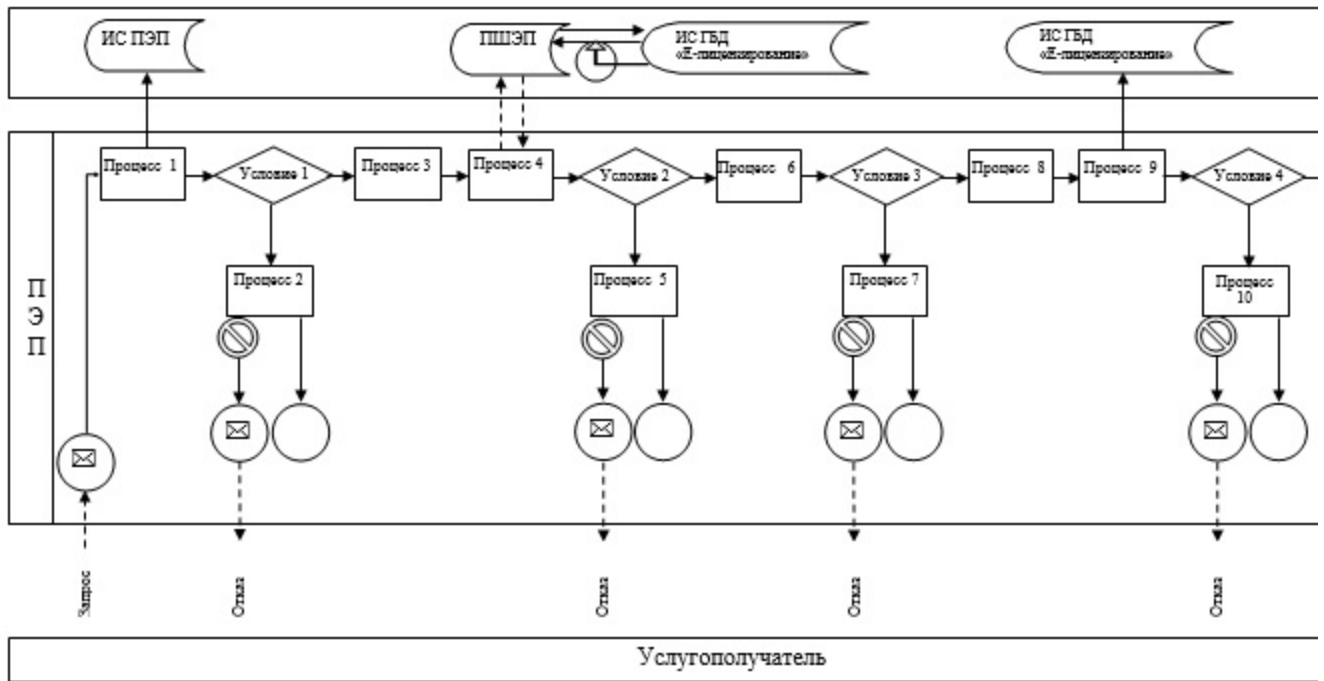 ИС ПЭП
ПШЭП
ИС ГБД
«Е-лицензирование»
ИС ГБД
«Е-лицензирование»
Процесс 1
Условие 1
Процесс 3
Процесс 4
Условие 2
Процесс 6
Условие 3
Процесс 8
Процесс 9
Условие 4
Процесс 2
Процесс 5
Процесс 7
Процесс
10
ПЭП
Запрос
Отказ
Отказ
Отказ
Отказ
Услугополучатель